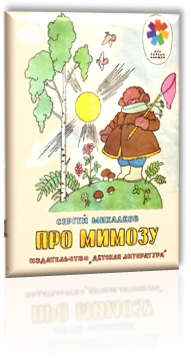 СЕРГЕЙ МИХАЛКОВ
ПРО МИМОЗУ
ИЗДАТЕЛЬСТВО „ДЕТСКАЯ ЛИТЕРАТУРА"